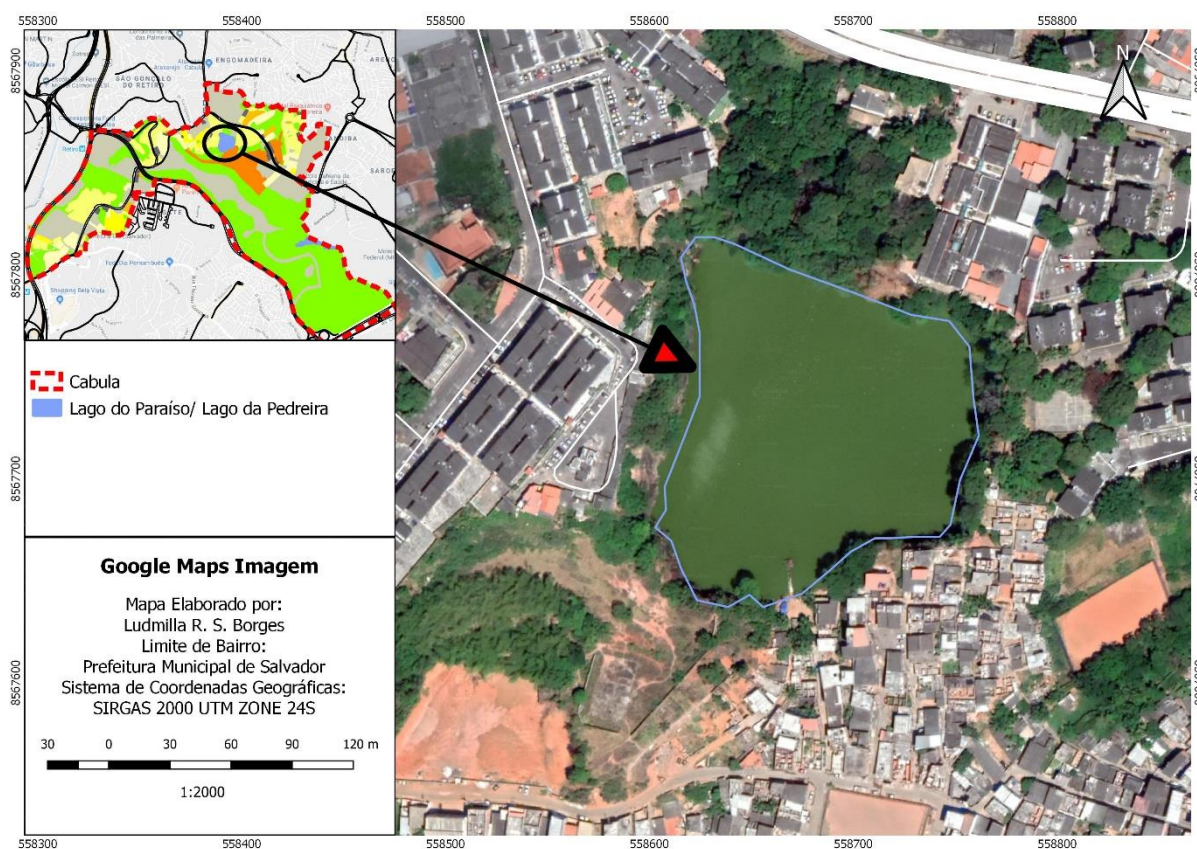 558300 558400 558500 558600 558700 558800
8567900
8567800
8567700
8567600
ENGOMADEIRA
SÃO GONÇALO
DO RETIRO
Retiro
Shopping Bela Vista
N
Cabula
Lago do Paraíso/ Lago da Pedreira
Google Maps Imagem
Mapa Elaborado por:
Ludmilla R. S. Borges
Limite de Bairro:
Prefeitura Municipal de Salvador
Sistema de Coordenadas Geográficas:
SIRGAS 2000 UTM ZONE 24S
30 0 30 60 90 120 m
1:2000
558300 558400 558500 558600 558700 558800